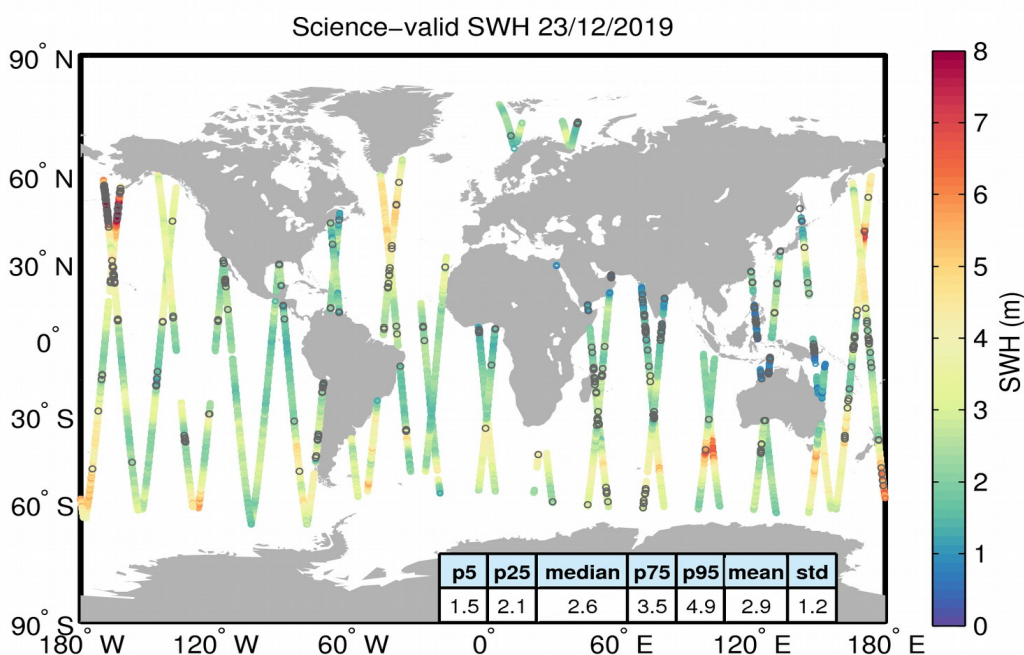 Science−valid SWH 23/12/2019
90° N
60° N
30° N
0°
30° S
60° S
90° S
180° W
120° W
60° W
0°
60° E
120° E
180° E
p5 p25 median p75 p95 mean std
1.5 2.1 2.6 3.5 4.9 2.9 1.2
8
7
6
5
4
3
2
1
0
SWH (m)